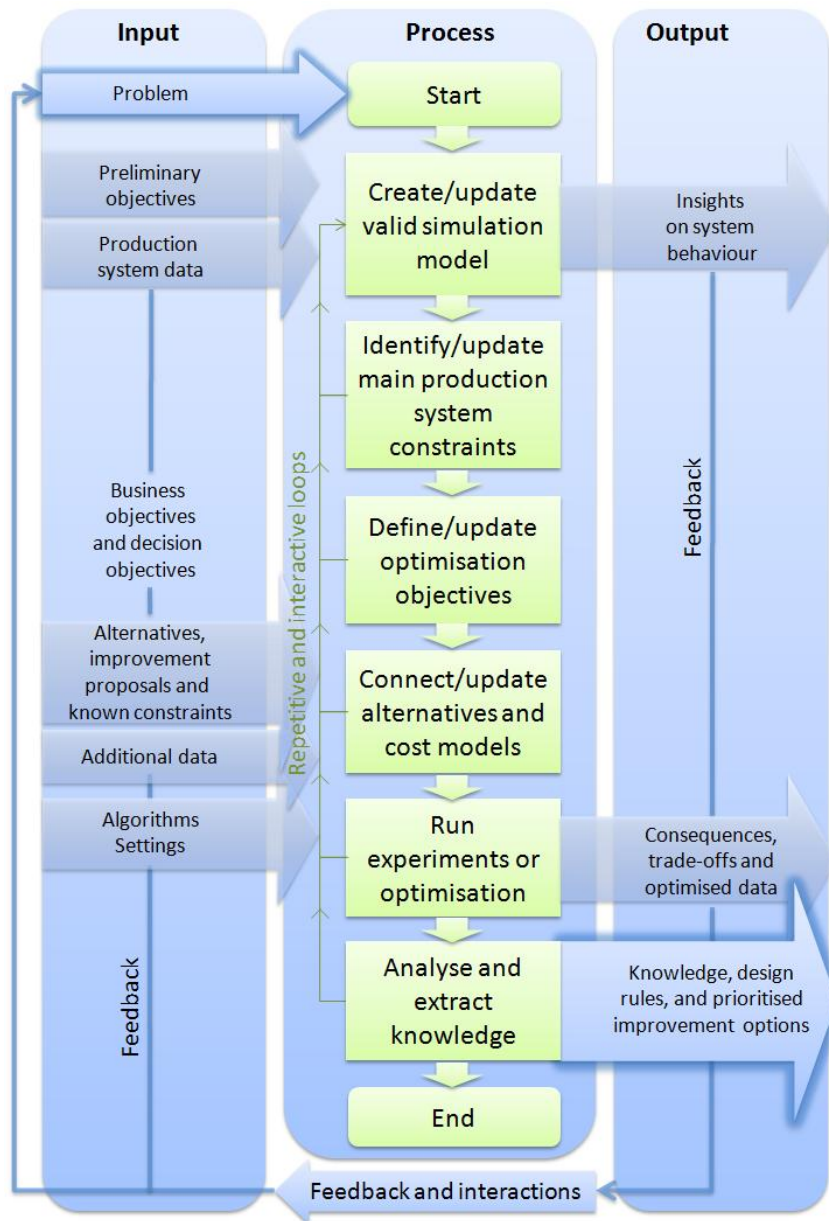 Input
Process
Output
Problem
Start
Preliminary
objectives
Production
system data
Create/update
valid simulation
model
Insights
on system
behaviour
Identify/update
main production
system
constraints
Business
objectives
and decision
objectives
Repetitive and interactive loops
Define/update
optimisation
objectives
Feedback
Alternatives,
improvement
proposals and
known constraints
Additional data
Connect/update
alternatives and
cost models
Algorithms
Settings
Run
experiments or
optimisation
Consequences,
trade-offs and
optimised data
Feedback
Analyse and
extract
knowledge
Knowledge, design
rules, and prioritised
improvement options
End
Feedback and interactions